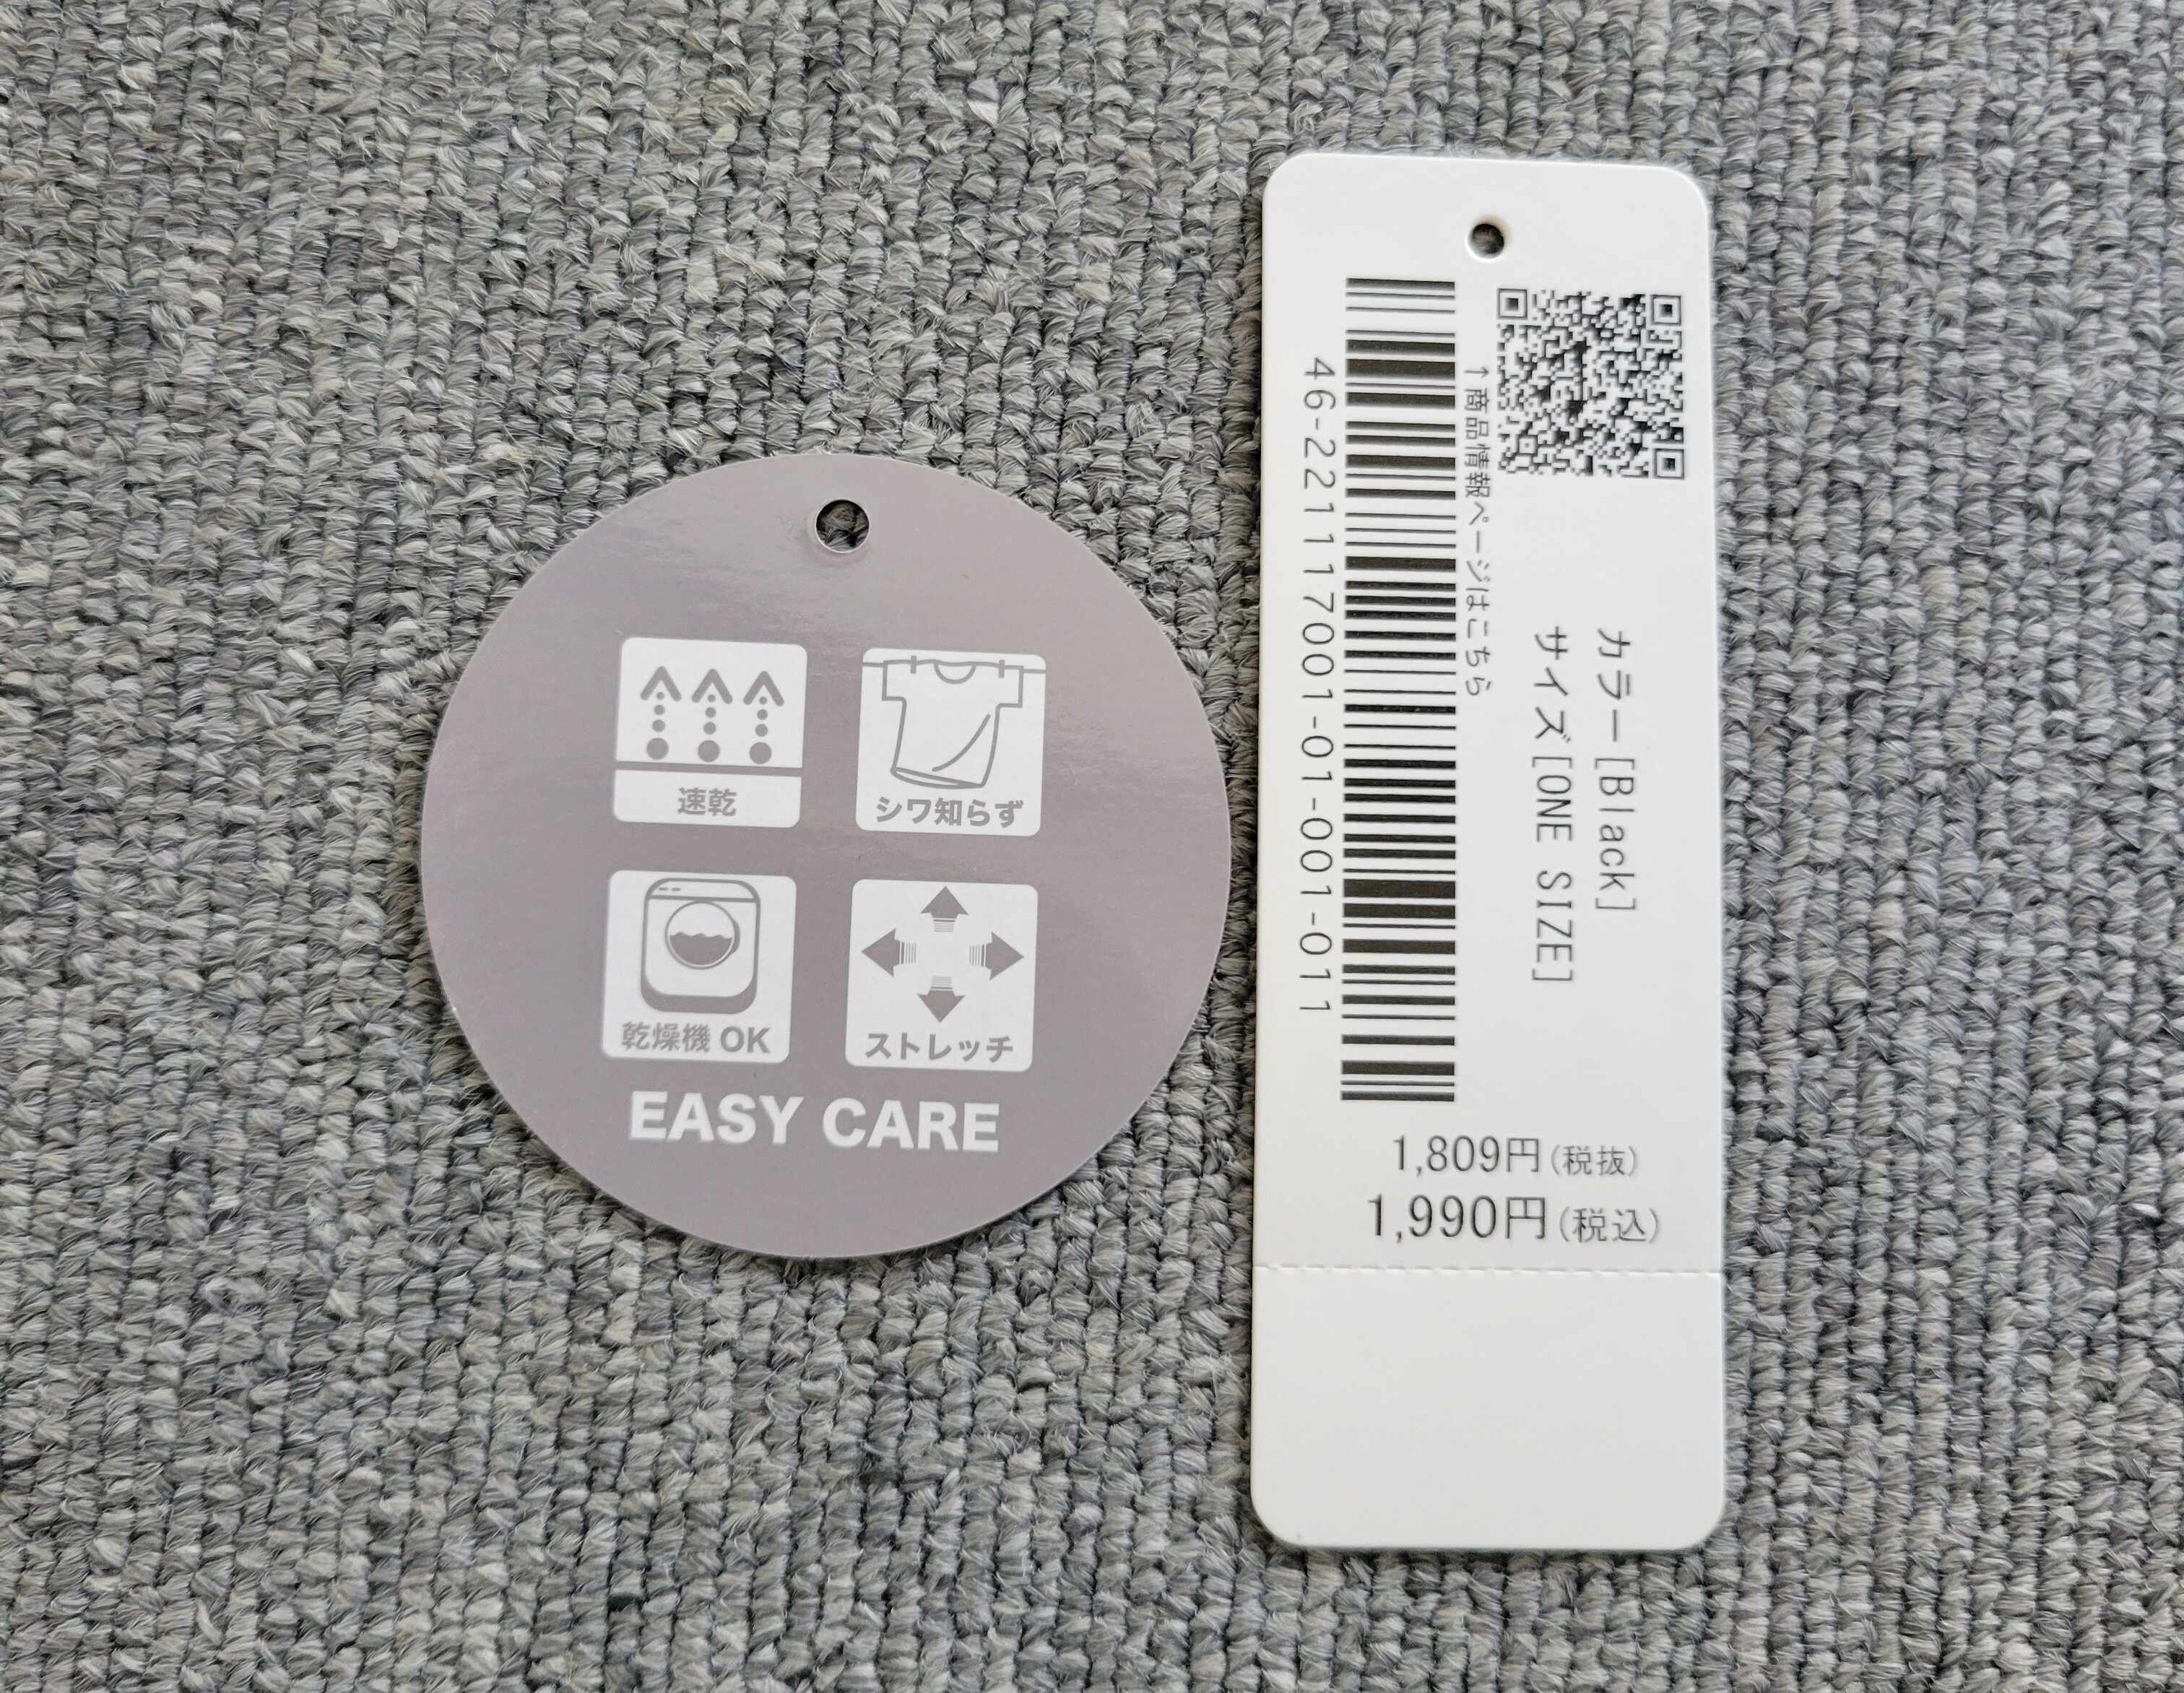 速乾
シワ知らず
乾燥機 OK
ストレッチ
EASY CARE
カラー[Black]
サイズ[ONE SIZE]
↑商品情報ページはこちら
46-221117001-01-001-011
1,809円(税抜)
1,990円(税込)